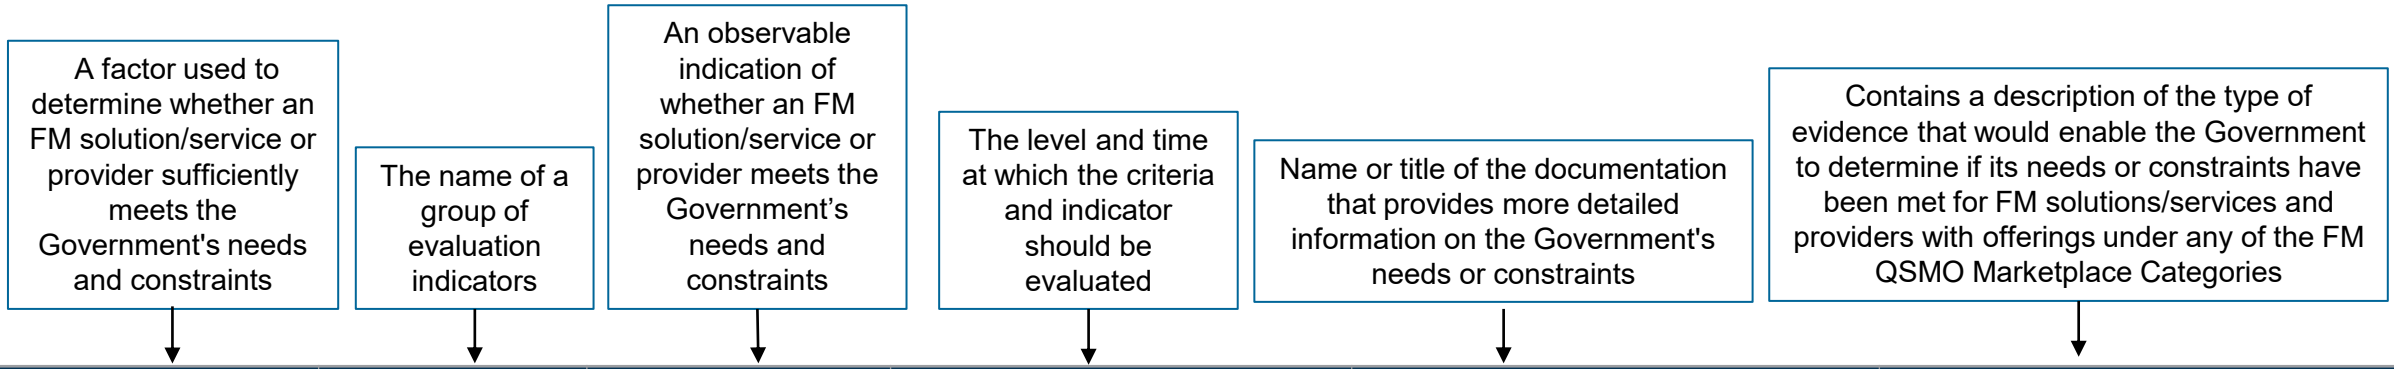 A factor used to
determine whether an
FM solution/service or
provider sufficiently
meets the
Government's needs
and constraints
The name of a
group of
evaluation
indicators
An observable
indication of
whether an FM
solution/service or
provider meets the
Government’s
needs and
constraints
The level and time
at which the criteria
and indicator
should be
evaluated
Name or title of the documentation
that provides more detailed
information on the Government's
needs or constraints
Contains a description of the type of
evidence that would enable the Government
to determine if its needs or constraints have
been met for FM solutions/services and
providers with offerings under any of the FM
QSMO Marketplace Categories